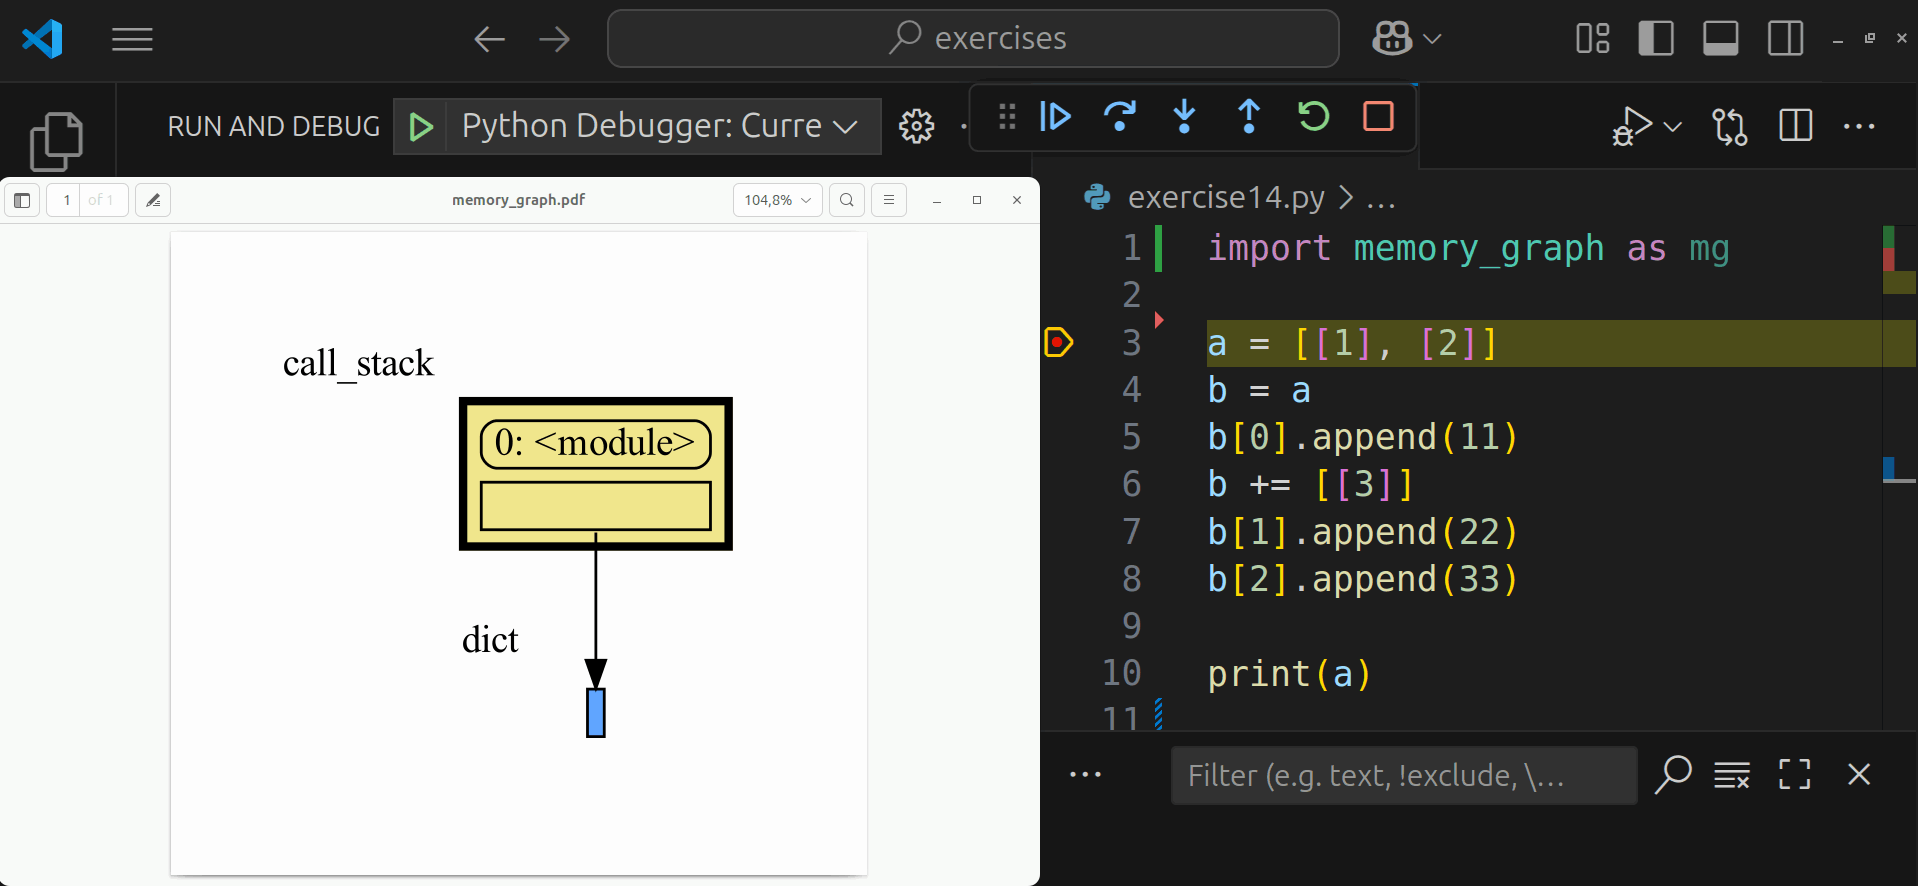 exercises
RUN AND DEBUG
Python Debugger: Curre
1 of 1
memory_graph.pdf
104,8%
call_stack
0: <module>
dict
exercise14.py > ...
1 import memory_graph as mg
2
3 a = [[1], [2]]
4 b = a
5 b[0].append(11)
6 b += [[3]]
7 b[1].append(22)
8 b[2].append(33)
9
10 print(a)
11
Filter (e.g. text, !exclude, \...